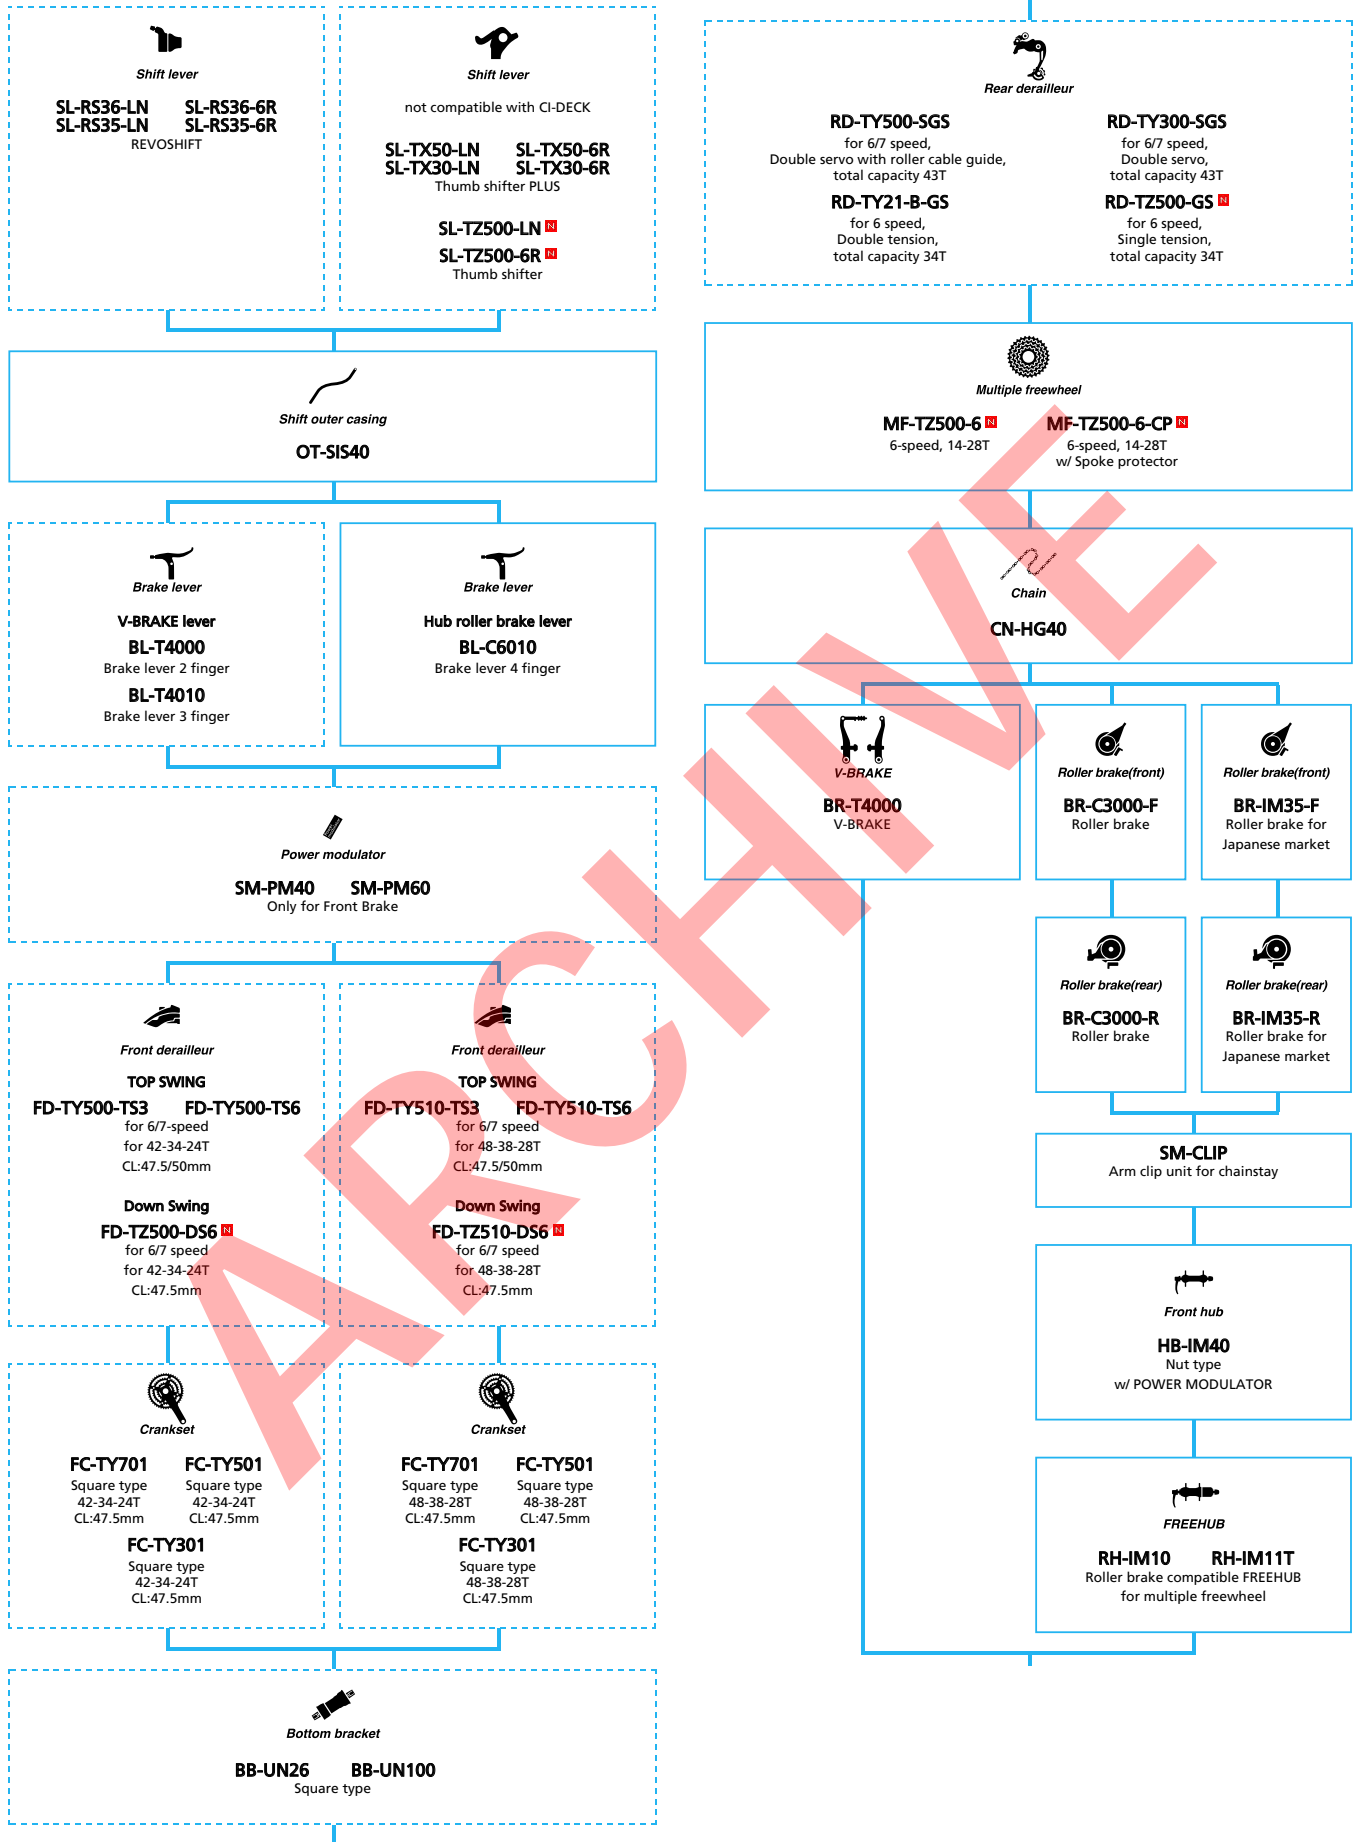 Shift lever
SL-RS36-LN SL-RS36-6R
SL-RS35-LN SL-RS35-6R
REVOSHIFT
Shift lever
not compatible with CI-DECK
SL-TX50-LN SL-TX50-6R
SL-TX30-LN SL-TX30-6R
Thumb shifter PLUS
SL-TZ500-LN N
SL-TZ500-6R N
Thumb shifter
Shift outer casing
OT-SIS40
Brake lever
V-BRAKE lever
BL-T4000
Brake lever 2 finger
BL-T4010
Brake lever 3 finger
Brake lever
Hub roller brake lever
BL-C6010
Brake lever 4 finger
Power modulator
SM-PM40 SM-PM60
Only for Front Brake
Front derailleur
TOP SWING
FD-TY500-TS3 FD-TY500-TS6
for 6/7-speed
for 42-34-24T
CL:47.5/50mm
Down Swing
FD-TZ500-DS6 N
for 6/7 speed
for 42-34-24T
CL:47.5mm
Front derailleur
TOP SWING
FD-TY510-TS3 FD-TY510-TS6
for 6/7 speed
for 48-38-28T
CL:47.5/50mm
Down Swing
FD-TZ510-DS6 N
for 6/7 speed
for 48-38-28T
CL:47.5mm
Crankset
FC-TY701 FC-TY501
Square type Square type
42-34-24T 42-34-24T
CL:47.5mm CL:47.5mm
FC-TY301
Square type
42-34-24T
CL:47.5mm
Crankset
FC-TY701 FC-TY501
Square type Square type
48-38-28T 48-38-28T
CL:47.5mm CL:47.5mm
FC-TY301
Square type
48-38-28T
CL:47.5mm
Bottom bracket
BB-UN26 BB-UN100
Square type
Rear derailleur
RD-TY500-SGS RD-TY300-SGS
for 6/7 speed, for 6/7 speed,
Double servo with roller cable guide, Double servo,
total capacity 43T total capacity 43T
RD-TY21-B-GS RD-TZ500-GS N
for 6 speed, for 6 speed,
Double tension, Single tension,
total capacity 34T total capacity 34T
Multiple freewheel
MF-TZ500-6 N MF-TZ500-6-CP N
6-speed, 14-28T 6-speed, 14-28T
w/ Spoke protector
Chain
CN-HG40
V-BRAKE
BR-T4000
V-BRAKE
Roller brake(front)
BR-C3000-F
Roller brake
Roller brake(front)
BR-IM35-F
Roller brake for
Japanese market
Roller brake(rear)
BR-C3000-R
Roller brake
Roller brake(rear)
BR-IM35-R
Roller brake for
Japanese market
SM-CLIP
Arm clip unit for chainstay
Front hub
HB-IM40
Nut type
w/ POWER MODULATOR
FREEHUB
RH-IM10 RH-IM11T
Roller brake compatible FREEHUB
for multiple freewheel
ARCHIVE